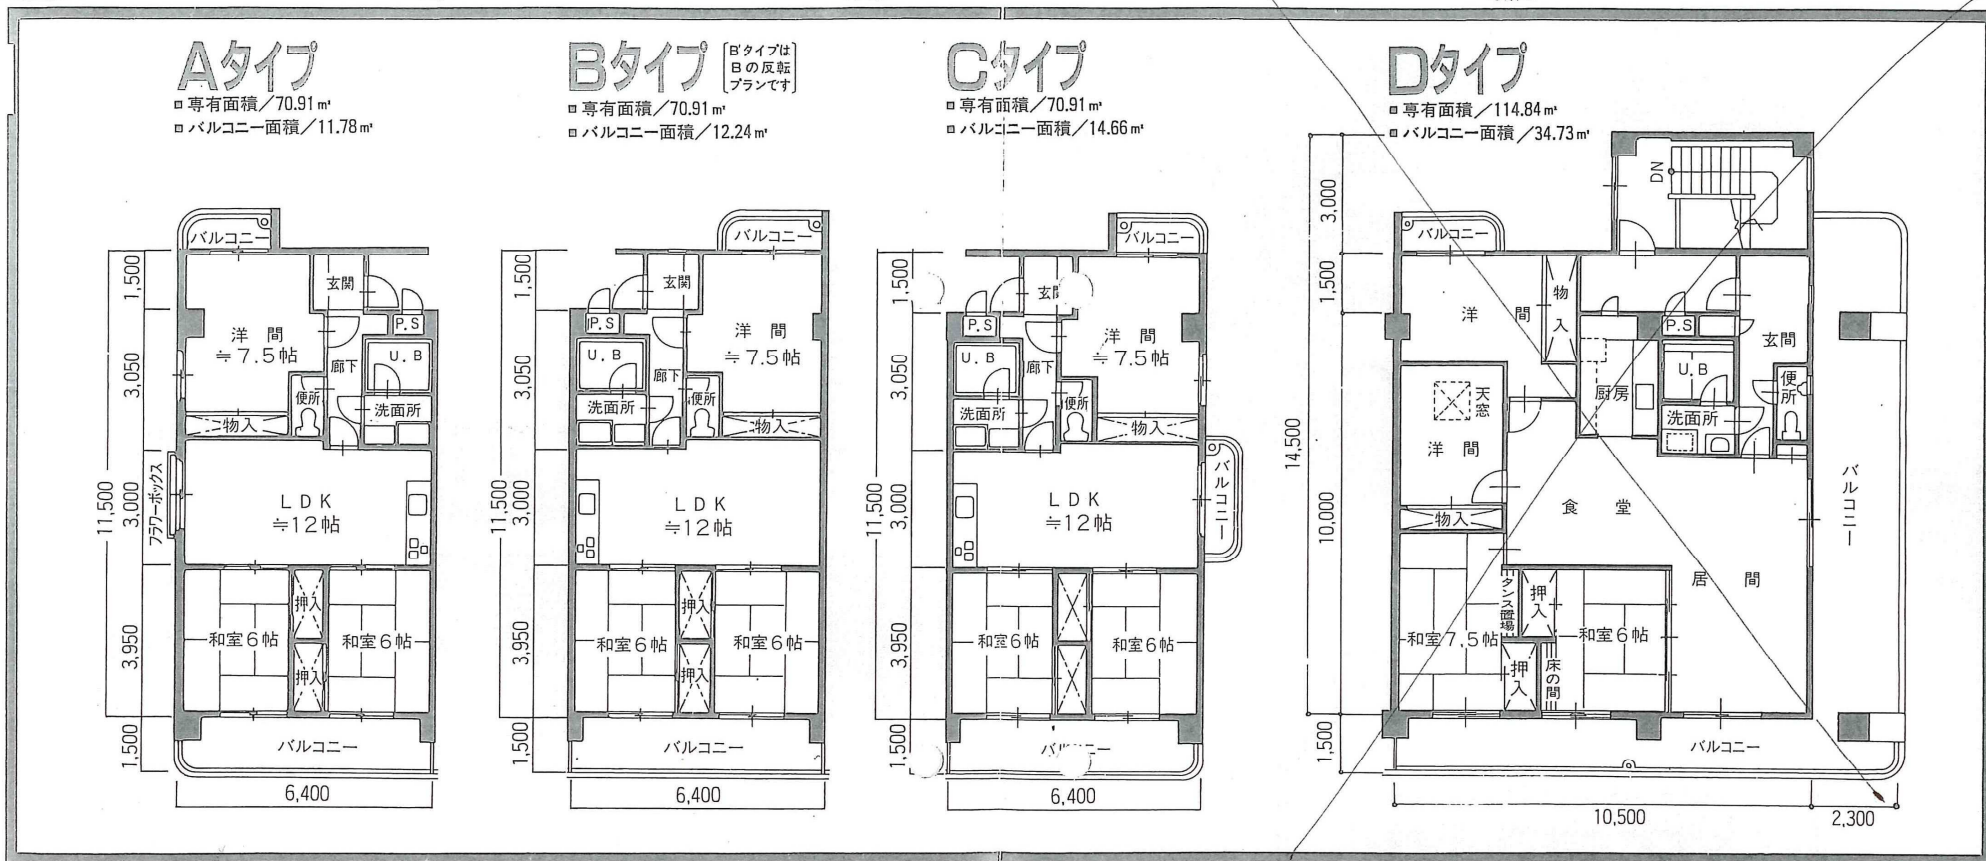 Aタイプ
■ 専有面積／70.91㎡
■ バルコニー面積／11.78㎡
バルコニー
玄関
P.S
洋間
≒7.5帖
廊下
U.B
便所
洗面所
物入
LDK
≒12帖
フラワーボックス
押入
和室6帖
和室6帖
押入
バルコニー
1,500
3,050
3,000
3,950
11,500
1,500
6,400
Bタイプ
B'タイプは
Bの反転
プランです
■ 専有面積／70.91㎡
■ バルコニー面積／12.24㎡
バルコニー
玄関
P.S
洋間
≒7.5帖
U.B
廊下
便所
洗面所
物入
LDK
≒12帖
押入
和室6帖
和室6帖
押入
バルコニー
1,500
3,050
3,000
3,950
11,500
1,500
6,400
Cタイプ
■ 専有面積／70.91㎡
■ バルコニー面積／14.66㎡
バルコニー
玄関
P.S
洋間
≒7.5帖
U.B
廊下
便所
洗面所
物入
LDK
≒12帖
バルコニー
和室6帖
和室6帖
バルコニー
1,500
3,050
3,000
3,950
11,500
1,500
6,400
Dタイプ
■ 専有面積／114.84㎡
■ バルコニー面積／34.73㎡
DN
バルコニー
洋間
物入
P.S
玄関
U.B
便所
厨房
天窓
洗面所
洋間
物入
食堂
居間
バルコニー
タンス置場
押入
和室7,5帖
和室6帖
押入
床の間
バルコニー
3,000
1,500
10,000
14,500
1,500
10,500
2,300